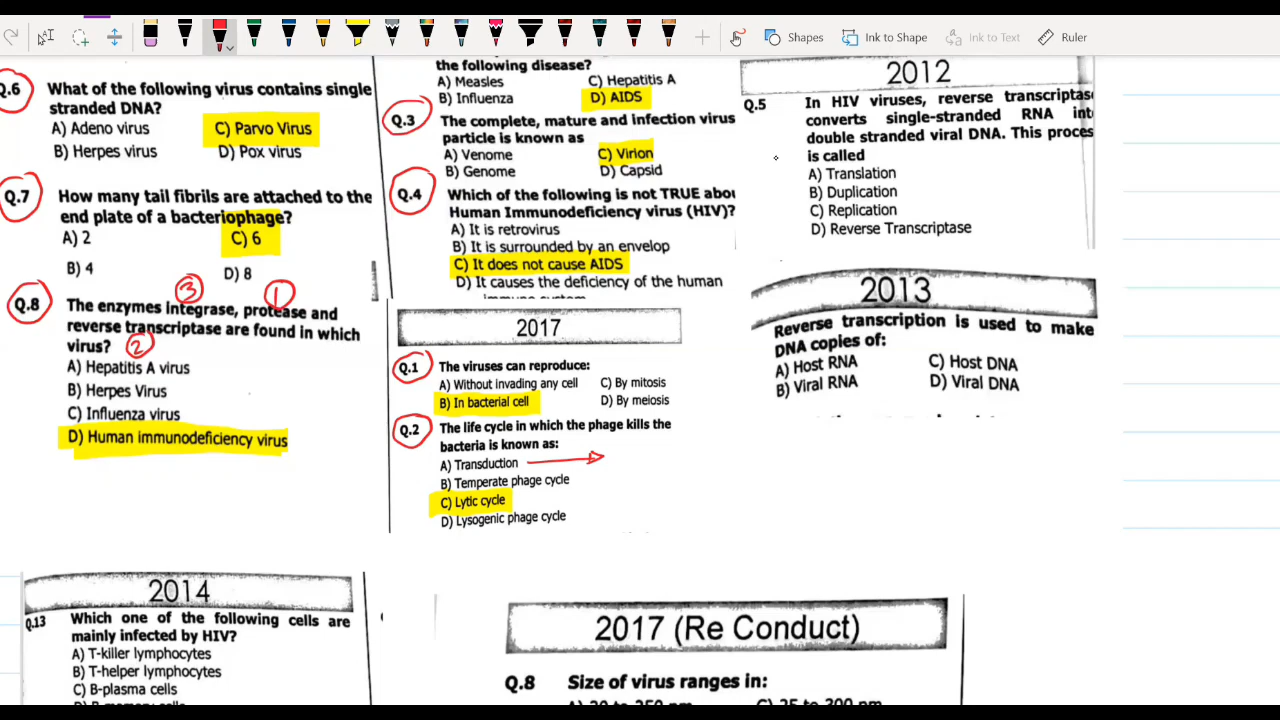 Shapes
Ink to Shape
Ink to Text
Ruler
Q.6 What of the following virus contains single
stranded DNA?
A) Adeno virus C) Parvo Virus
B) Herpes virus D) Pox virus
Q.7 How many tail fibrils are attached to the
end plate of a bacteriophage?
A) 2 C) 6
B) 4 D) 8
3 1
Q.8 The enzymes integrase, protease and
reverse transcriptase are found in which
virus? 2
A) Hepatitis A virus
B) Herpes Virus
C) Influenza virus
D) Human immunodeficiency virus
the following disease?
A) Measles C) Hepatitis A
B) Influenza D) AIDS
Q.3 The complete, mature and infection virus
particle is known as
A) Venome C) Virion
B) Genome D) Capsid
Q.4 Which of the following is not TRUE abou
Human Immunodeficiency virus (HIV)?
A) It is retrovirus
B) It is surrounded by an envelop
C) It does not cause AIDS
D) It causes the deficiency of the human
2017
Q.1 The viruses can reproduce:
A) Without invading any cell C) By mitosis
B) In bacterial cell D) By meiosis
Q.2 The life cycle in which the phage kills the
bacteria is known as:
A) Transduction
B) Temperate phage cycle
C) Lytic cycle
D) Lysogenic phage cycle
2012
Q.5 In HIV viruses, reverse transcriptas
converts single-stranded RNA int
double stranded viral DNA. This proces
is called
A) Translation
B) Duplication
C) Replication
D) Reverse Transcriptase
2013
Reverse transcription is used to make
DNA copies of:
A) Host RNA C) Host DNA
B) Viral RNA D) Viral DNA
2014
Q.13 Which one of the following cells are
mainly infected by HIV?
A) T-killer lymphocytes
B) T-helper lymphocytes
C) B-plasma cells
2017 (Re Conduct)
Q.8 Size of virus ranges in: